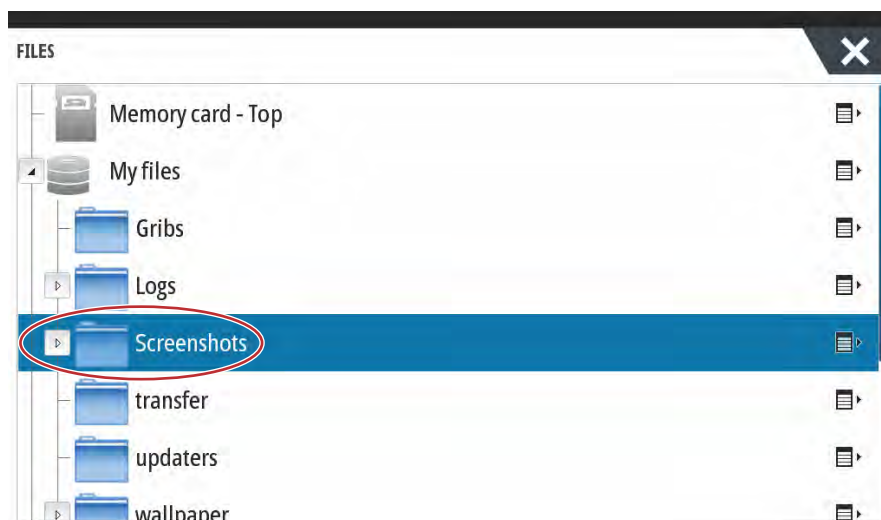 FILES
Memory card - Top
My files
Gribs
Logs
Screenshots
transfer
updaters
wallpaper